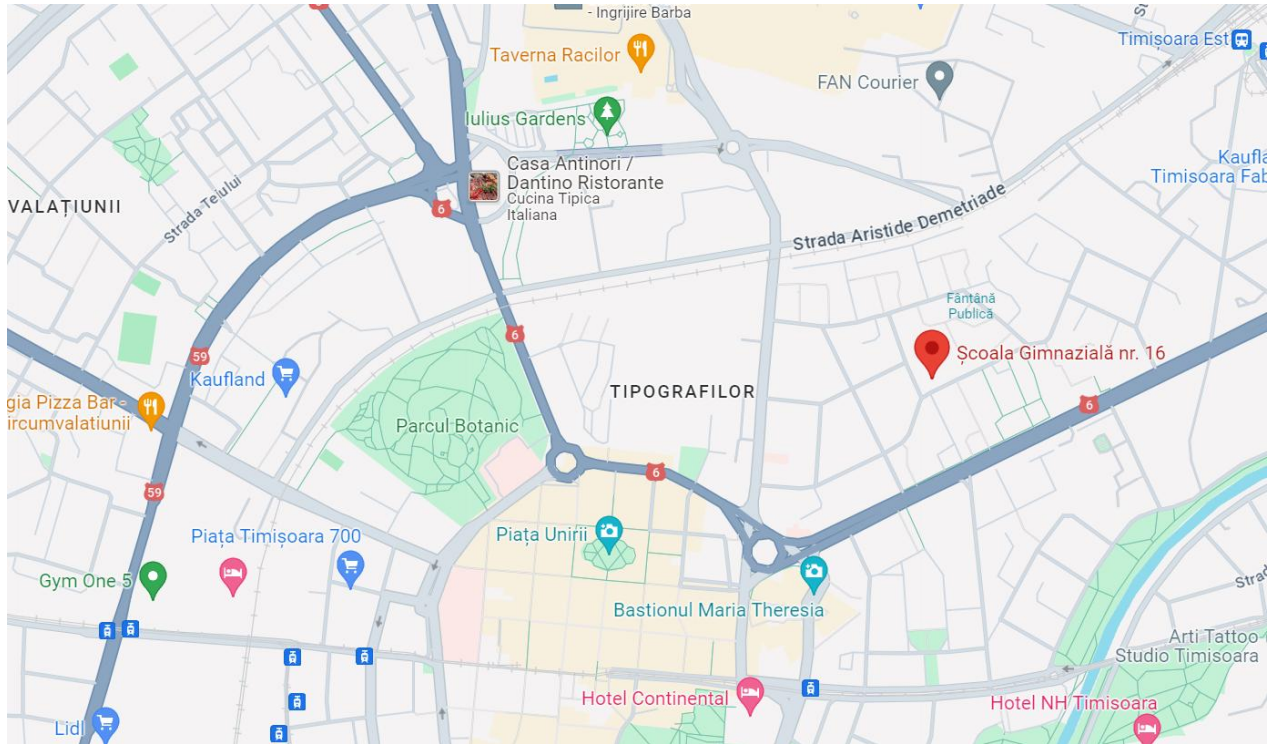 - Ingrijire Barba
Taverna Racilor
Timișoara Est
FAN Courier
Iulius Gardens
Kaufla
Timisoara Fab
Casa Antinori /
Dantino Ristorante
Cucina Tipica
Italiana
Strada Teiului
VALAȚIUNII
6
Strada Aristide Demetriade
Fântână
Publică
6
59
Școala Gimnazială nr. 16
Kaufland
TIPOGRAFILOR
gia Pizza Bar -
ircumvalatiunii
Parcul Botanic
6
6
59
Piața Unirii
Piața Timișoara 700
Gym One 5
Bastionul Maria Theresia
Strada
Arti Tattoo
Studio Timisoara
Hotel Continental
Hotel NH Timisoara
Lidl